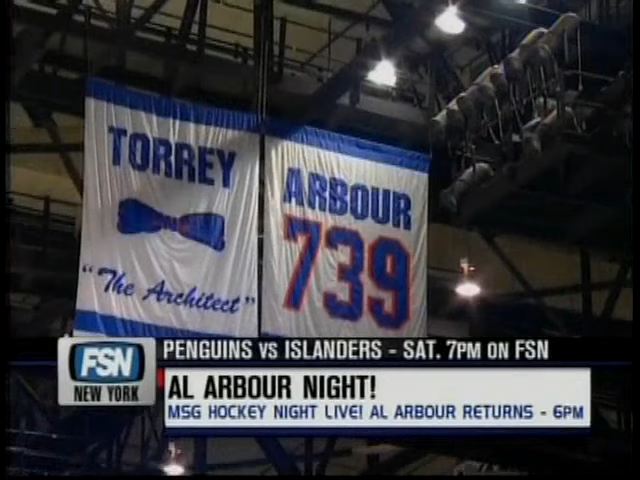 TORREY
"The Architect"
ARBOUR
739
FSN
NEW YORK
PENGUINS VS ISLANDERS - SAT. 7PM ON FSN
AL ARBOUR NIGHT!
MSG HOCKEY NIGHT LIVE! AL ARBOUR RETURNS - 6PM